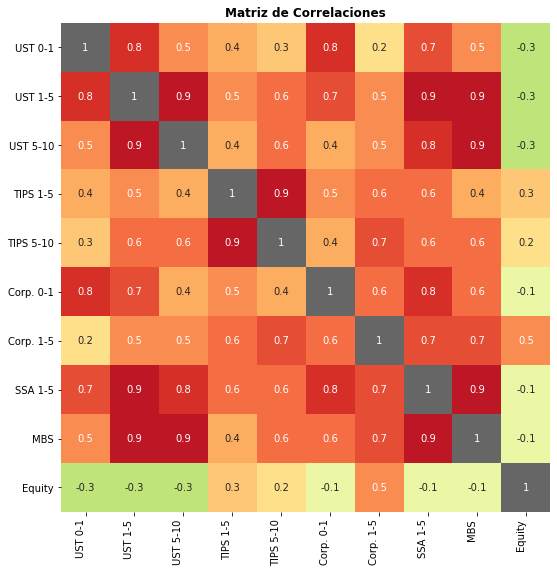 Matriz de Correlaciones
UST 0-1 1 0.8 0.5 0.4 0.3 0.8 0.2 0.7 0.5 -0.3
UST 1-5 0.8 1 0.9 0.5 0.6 0.7 0.5 0.9 0.9 -0.3
UST 5-10 0.5 0.9 1 0.4 0.6 0.4 0.5 0.8 0.9 -0.3
TIPS 1-5 0.4 0.5 0.4 1 0.9 0.5 0.6 0.6 0.4 0.3
TIPS 5-10 0.3 0.6 0.6 0.9 1 0.4 0.7 0.6 0.6 0.2
Corp. 0-1 0.8 0.7 0.4 0.5 0.4 1 0.6 0.8 0.6 -0.1
Corp. 1-5 0.2 0.5 0.5 0.6 0.7 0.6 1 0.7 0.7 0.5
SSA 1-5 0.7 0.9 0.8 0.6 0.6 0.8 0.7 1 0.9 -0.1
MBS 0.5 0.9 0.9 0.4 0.6 0.6 0.7 0.9 1 -0.1
Equity -0.3 -0.3 -0.3 0.3 0.2 -0.1 0.5 -0.1 -0.1 1
UST 0-1 UST 1-5 UST 5-10 TIPS 1-5 TIPS 5-10 Corp. 0-1 Corp. 1-5 SSA 1-5 MBS Equity